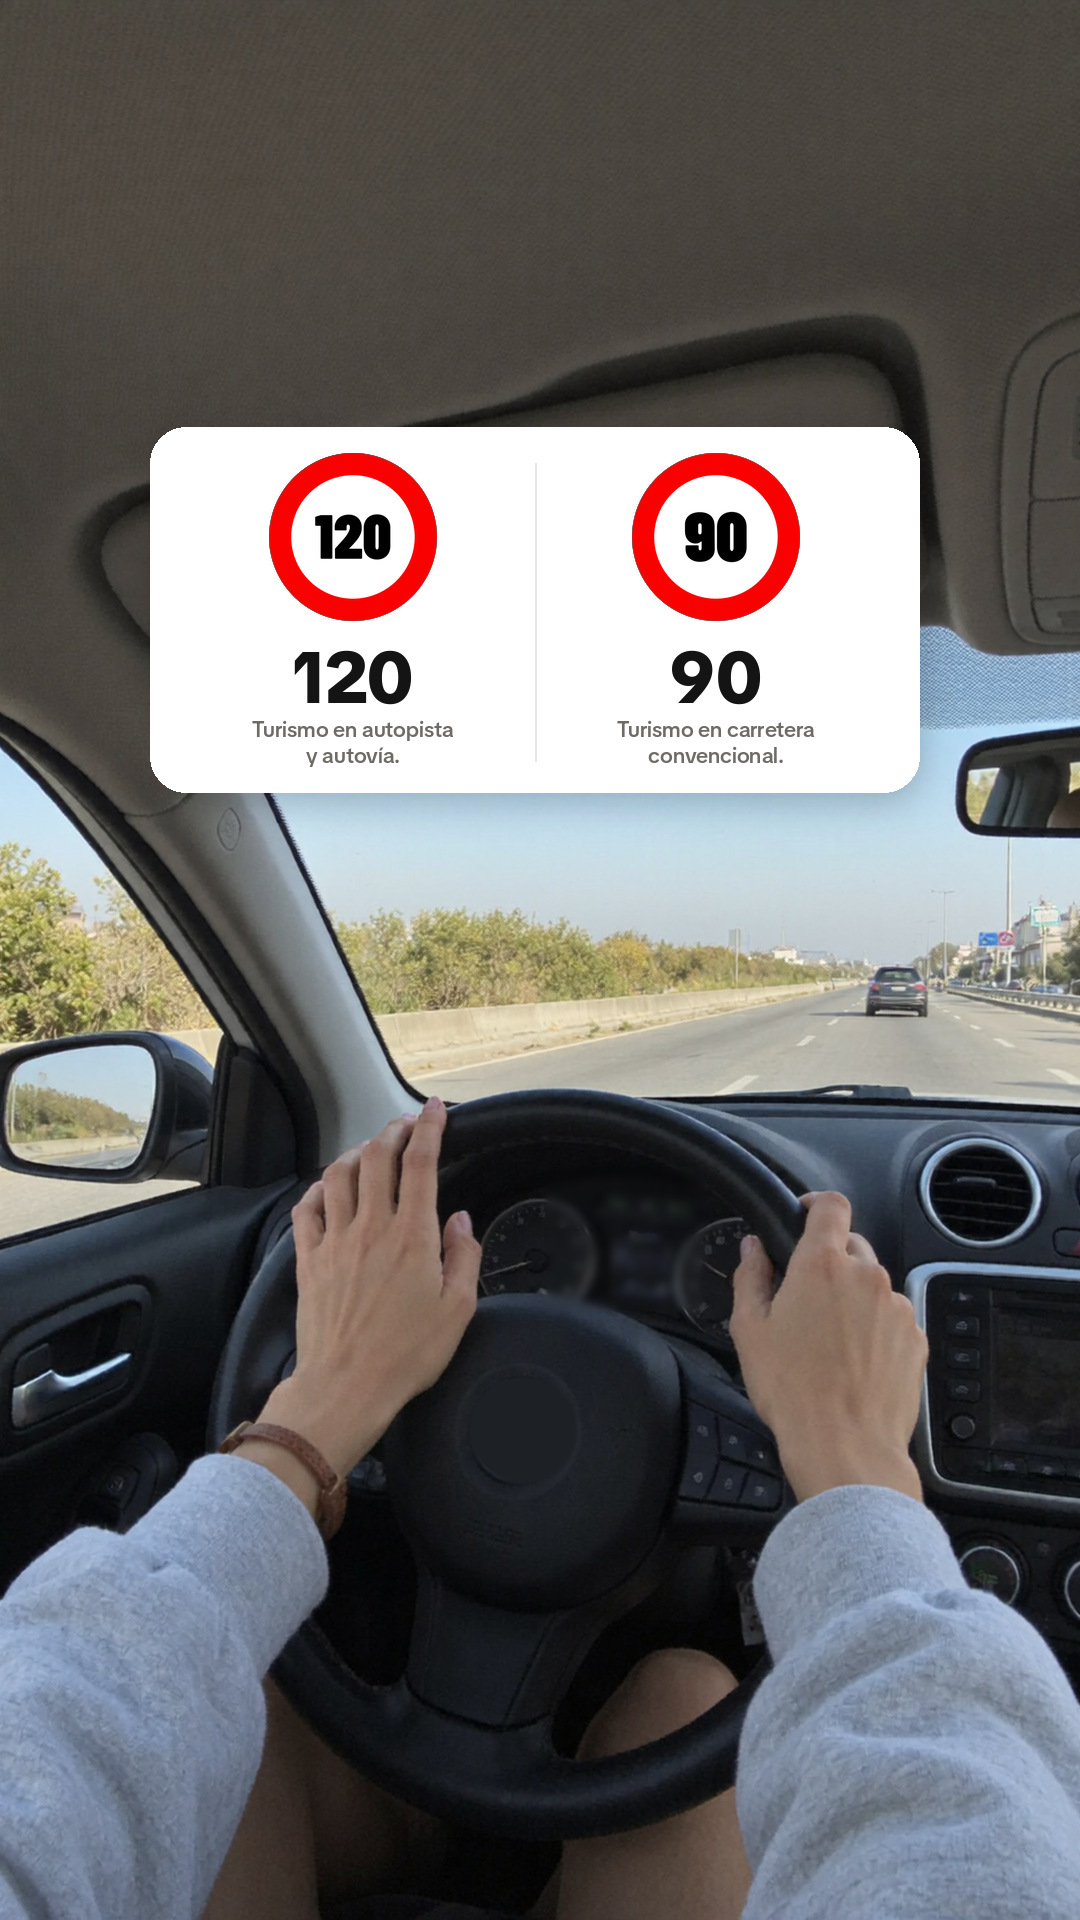 120
90
120
90
Turismo en autopista
y autovía.
Turismo en carretera
convencional.